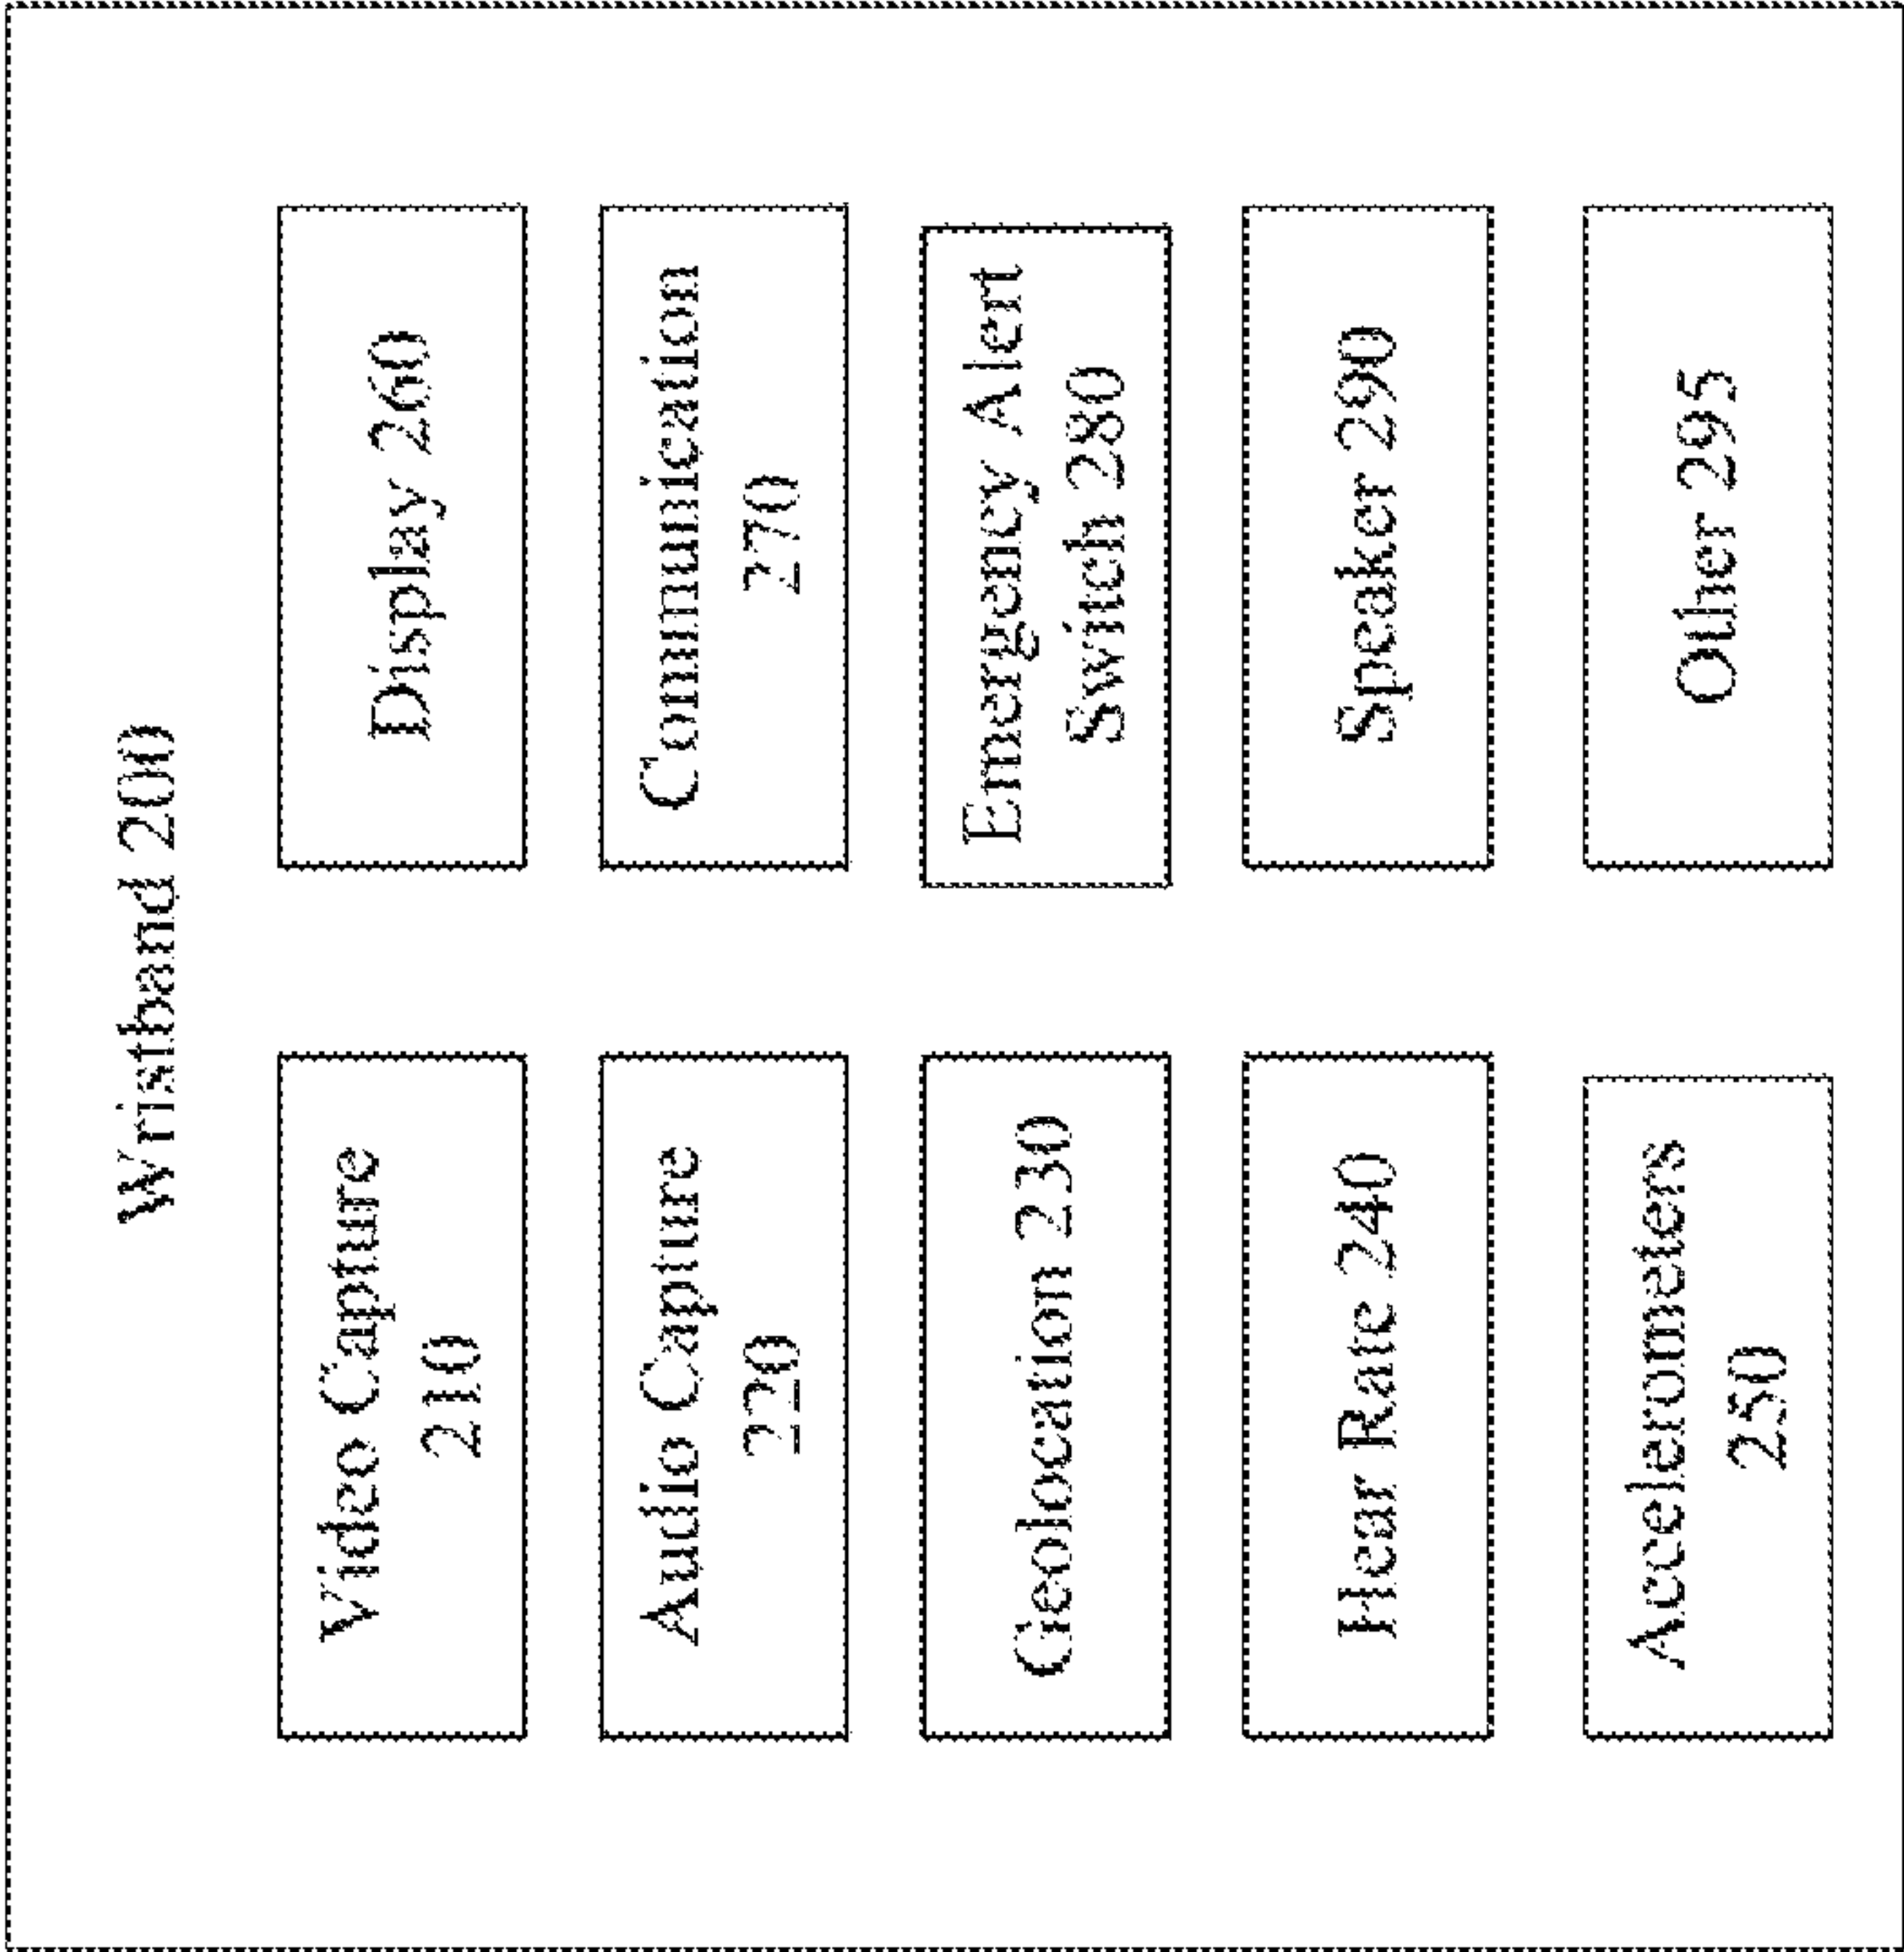 Wristband 200
Video Capture
210
Audio Capture
220
Geolocation 230
Hear Rate 240
Accelerometers
250
Display 260
Communication
270
Emergency Alert
Switch 280
Speaker 290
Other 295